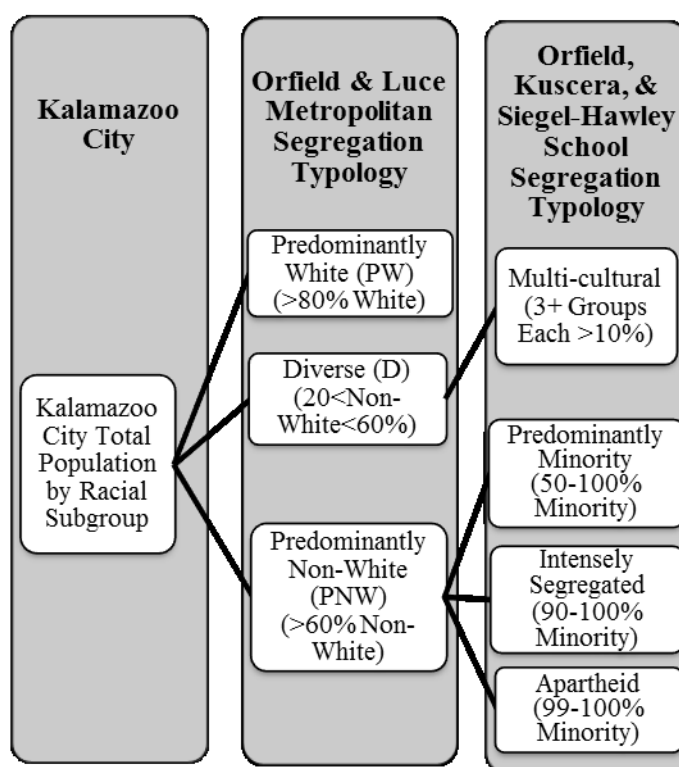 Kalamazoo
City
Kalamazoo
City Total
Population
by Racial
Subgroup
Orfield & Luce
Metropolitan
Segregation
Typology
Predominantly
White (PW)
(>80% White)
Diverse (D)
(20<Non-
White<60%)
Predominantly
Non-White
(PNW)
(>60% Non-
White)
Orfield,
Kuscera, &
Siegel-Hawley
School
Segregation
Typology
Multi-cultural
(3+ Groups
Each >10%)
Predominantly
Minority
(50-100%
Minority)
Intensely
Segregated
(90-100%
Minority)
Apartheid
(99-100%
Minority)